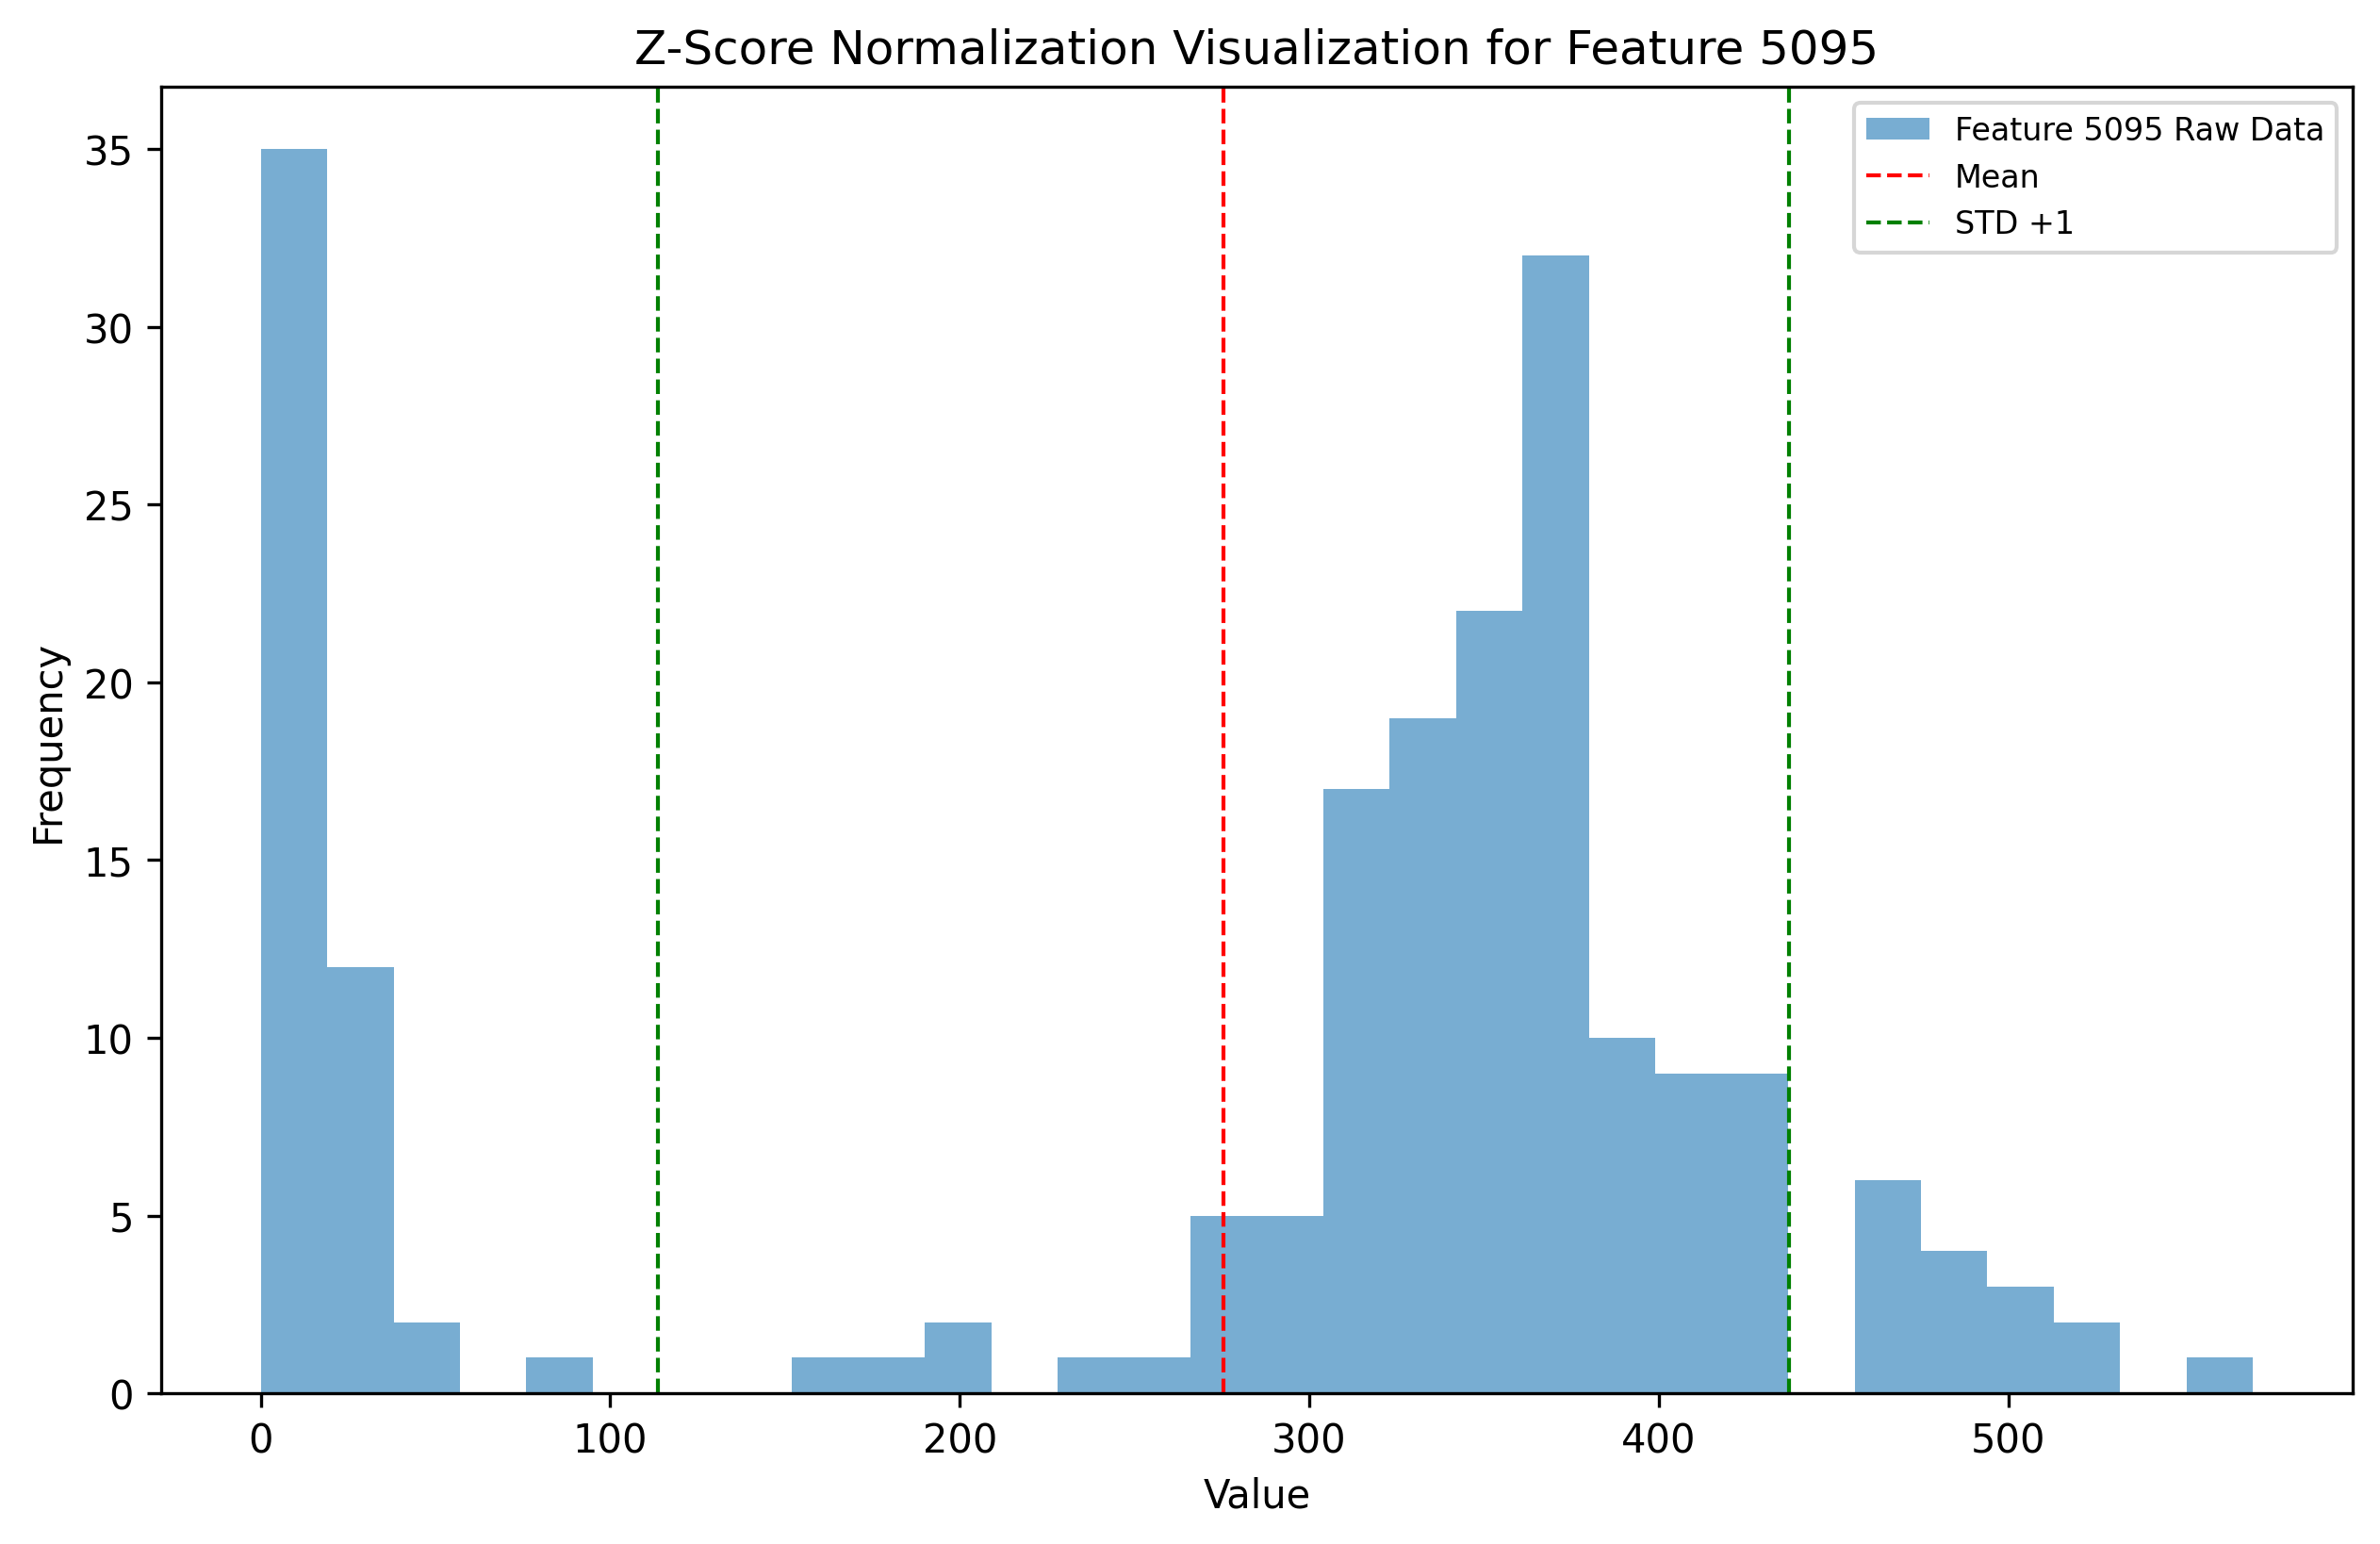 Z-Score Normalization Visualization for Feature 5095
Feature 5095 Raw Data
Mean
STD +1
35
30
25
20
15
10
5
0
Frequency
0 100 200 300 400 500
Value